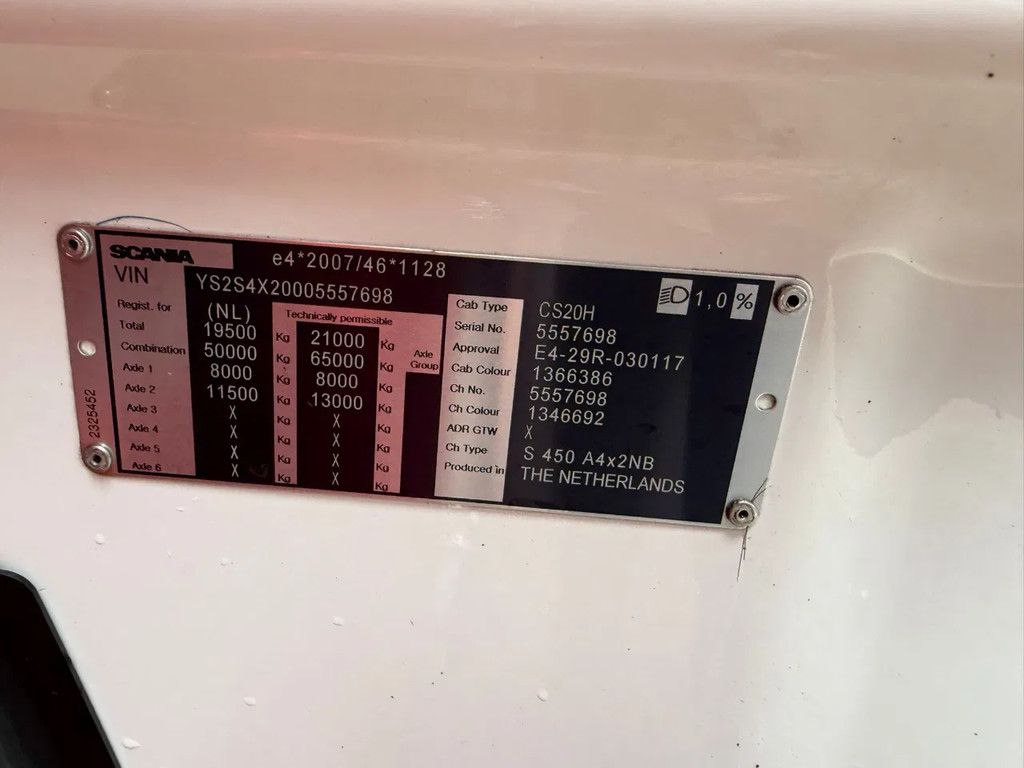 SCANIA e4*2007/46*1128
VIN YS2S4X20005557698
Regist. for (NL) Technically permissible
Total 19500 Kg 21000 Kg
Combination 50000 Kg 65000 Kg Axle Group
Axle 1 8000 Kg 8000 Kg
Axle 2 11500 Kg 13000 Kg
Axle 3 X Kg X Kg
Axle 4 X Kg X Kg
Axle 5 X Kg X Kg
Axle 6 X Kg X Kg
2325452
Cab Type CS20H
Serial No. 5557698
Approval E4-29R-030117
Cab Colour 1366386
Ch No. 5557698
Ch Colour 1346692
ADR GTW X
Ch Type S 450 A4x2NB
Produced in THE NETHERLANDS
1,0 %